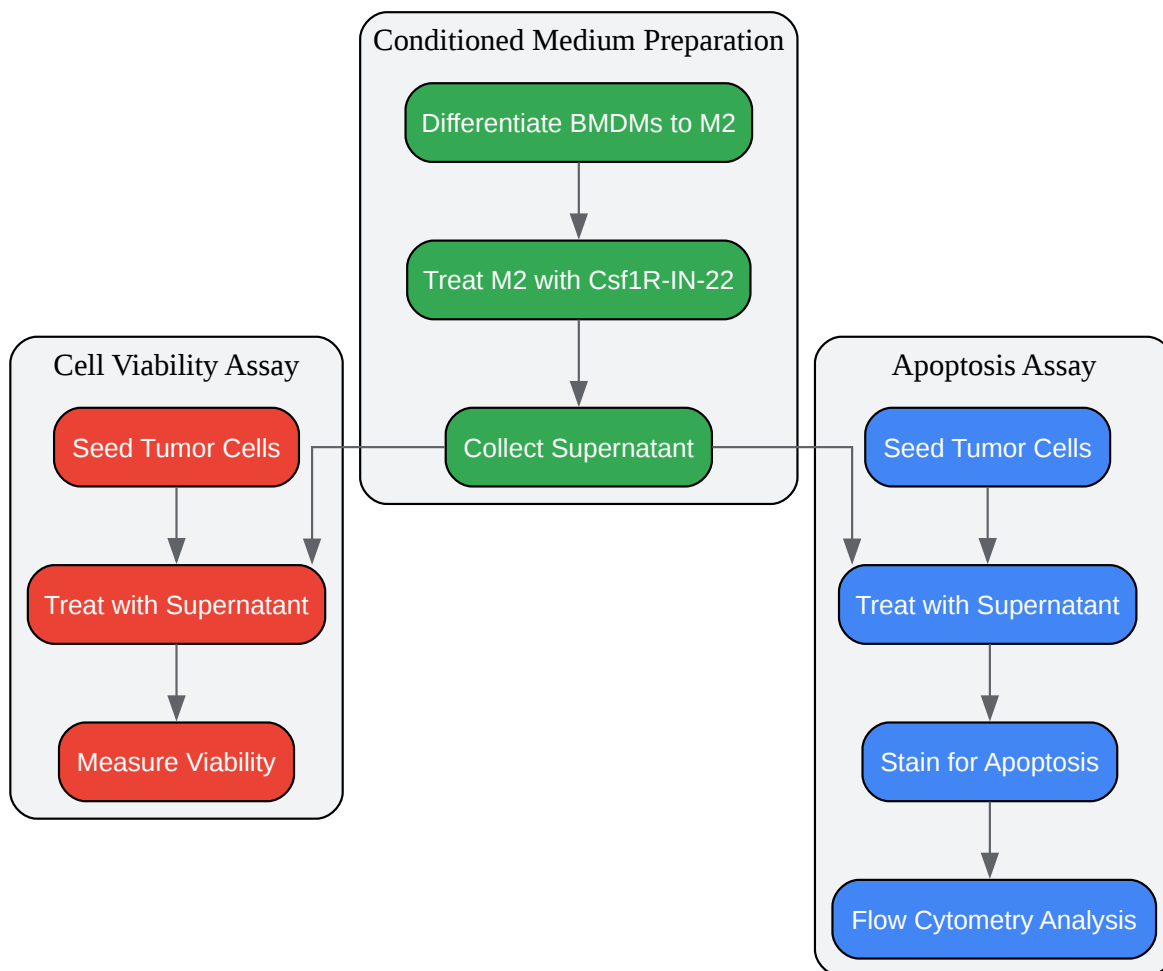 Conditioned Medium Preparation
Differentiate BMDMs to M2
Treat M2 with Csf1R-IN-22
Collect Supernatant
Cell Viability Assay
Seed Tumor Cells
Treat with Supernatant
Measure Viability
Apoptosis Assay
Seed Tumor Cells
Treat with Supernatant
Stain for Apoptosis
Flow Cytometry Analysis